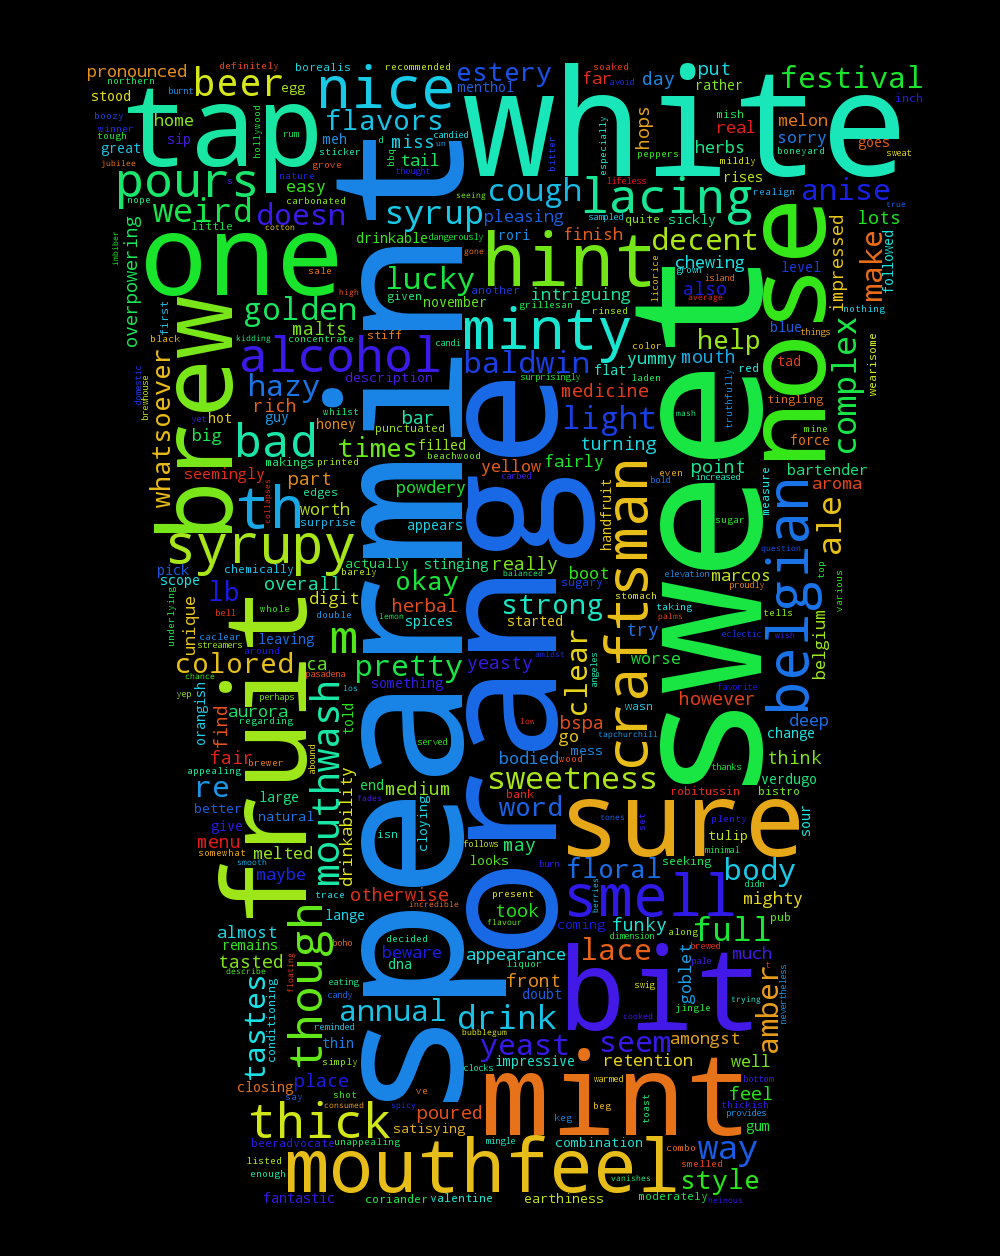 definitely
borealis
recommended
soaked
pronounced
northern
burnt
beer
egg
nice
estery
menthol
far
avoid
put
day
rather
festival
inch
stood
boozy
winner
tough
home
sip
great
jubilee
tap
hollywood
rum
flavors
meh
sticker
d
candied
un
miss
tail
bbq
thought
white
especially
bitter
hops
peppers
mish
real
herbs
mildly
melon
sorry
boneyard
goes
sweat
pours
nope
s
grove
nature
easy
carbonated
cough
seeing
lifeless
lacing
rises
realign
anise
true
weird
little
doesn
cotton
syrup
pleasing
sampled
quite
sickly
lots
imbiber
overpowering
one
sale
drinkable
dangerously
gone
rori
finish
hint
decent
licorice
chewing
grown
island
level
nose
impressed
make
followed
high
lucky
given
november
another
grillesan
intriguing
rinsed
also
average
nothing
first
black
golden
malts
stiff
kidding
concentrate
minty
color
help
blue
things
complex
wearisome
whatsoever
domestic
brewhouse
brew
yet
alcohol
candi
description
baldwin
surprisingly
flat
laden
yummy
mouth
red
truthfully
tad
tingling
hazy
rich
guy
hot
whilst
honey
bar
punctuated
medicine
light
mash
mine
force
big
bad
times
filled
beachwood
turning
makings
printed
seemingly
part
yellow
fairly
carbed
even
bold
point
increased
bartender
aroma
collapses
edges
worth
powdery
th
surprise
appears
handfruit
sugar
measure
ale
syrupy
actually
stinging
really
balanced
question
belgian
pick
scope
chemically
barely
overall
okay
sugary
boot
craftsman
stomach
elevation
marcos
proudly
top
various
lb
digit
herbal
strong
taking
tells
underlying
unique
bell
whole
double
lemon
spices
started
palms
try
eclectic
wish
belgium
caclear
streamers
leaving
m
clear
angeles
around
amidst
colored
ca
pasadena
pretty
yeasty
worse
chance
yep
perhaps
los
something
favorite
orangish
find
aurora
regarding
told
served
low
bspa
wasn
however
deep
tapchurchill
go
change
fair
brewer
abound
bodied
wood
mess
thanks
think
appealing
fruit
spearmint
orange
sweet
re
large
drinkability
end
medium
sweetness
bank
robitussin
verdugo
bistro
better
natural
mouthwash
fades
word
tones
set
sure
plenty
sour
give
menu
isn
cloying
tulip
somewhat
melted
follows
may
minimal
smooth
looks
floral
seeking
maybe
trace
burn
body
didn
otherwise
present
berries
mighty
incredible
took
smell
lange
boho
flavour
coming
funky
along
full
pub
almost
though
decided
dimension
remains
beware
appearance
lace
brewed
much
tasted
dna
liquor
pale
describe
floating
eating
front
goblet
t
nevertheless
tastes
conditioning
candy
doubt
swig
trying
amber
annual
drink
bit
jingle
cooked
reminded
bubblegum
thin
yeast
seem
amongst
simply
impressive
retention
well
clocks
closing
place
warmed
bottom
say
shot
ve
mint
feel
consumed
spicy
beg
toast
thickish
thick
poured
keg
provides
satisying
gum
beeradvocate
unappealing
mingle
combination
combo
way
listed
mouthfeel
smelled
enough
vanishes
style
fantastic
coriander
valentine
earthiness
moderately
heinous